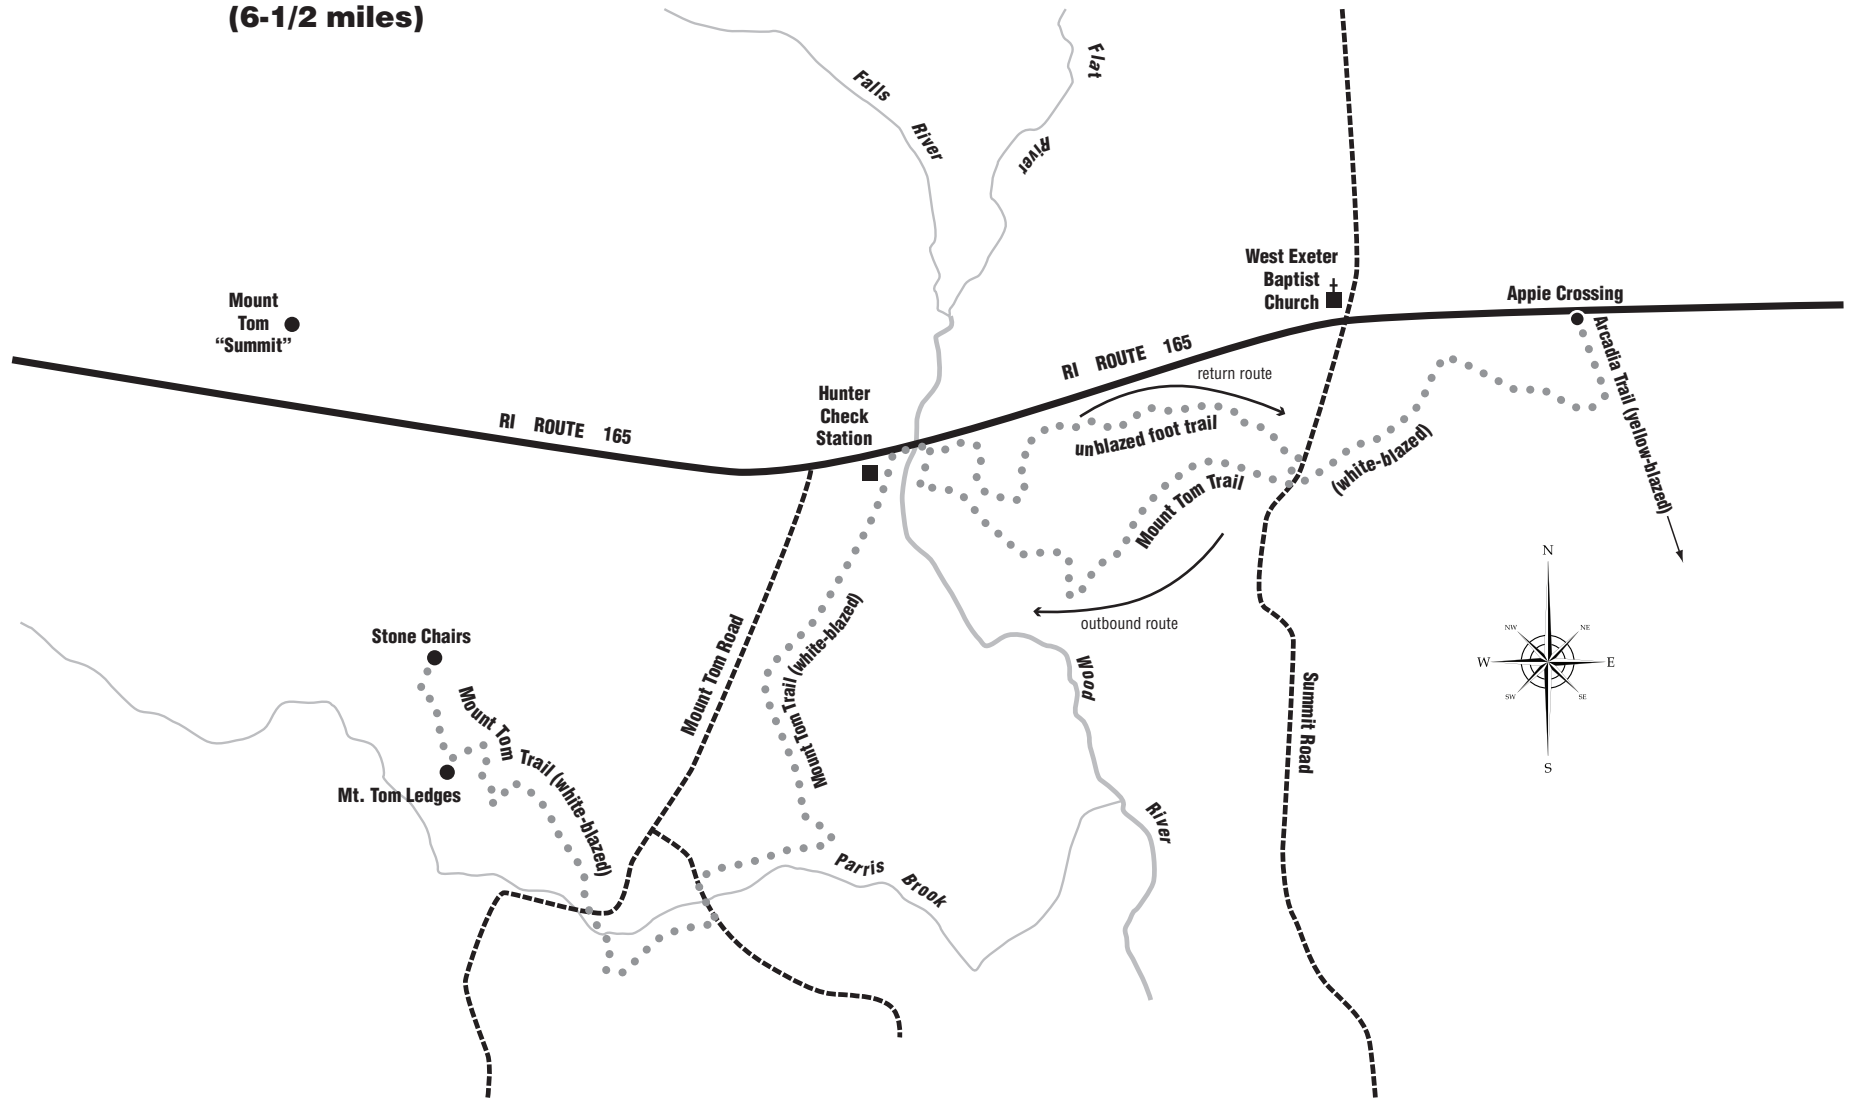 (6-1/2 miles)
Falls
River
Flat
River
West Exeter
Baptist
Church
Appie Crossing
Mount
Tom
“Summit”
RI ROUTE 165
return route
Arcadia Trail (yellow-blazed)
Hunter
Check
Station
RI ROUTE 165
unblazed foot trail
(white-blazed)
Mount Tom Trail
outbound route
N
NW
NE
W
E
SW
SE
S
Stone Chairs
Mount Tom Road
Mount Tom Trail (white-blazed)
Wood
River
Summit Road
Mount Tom Trail (white-blazed)
Mt. Tom Ledges
Parris Brook